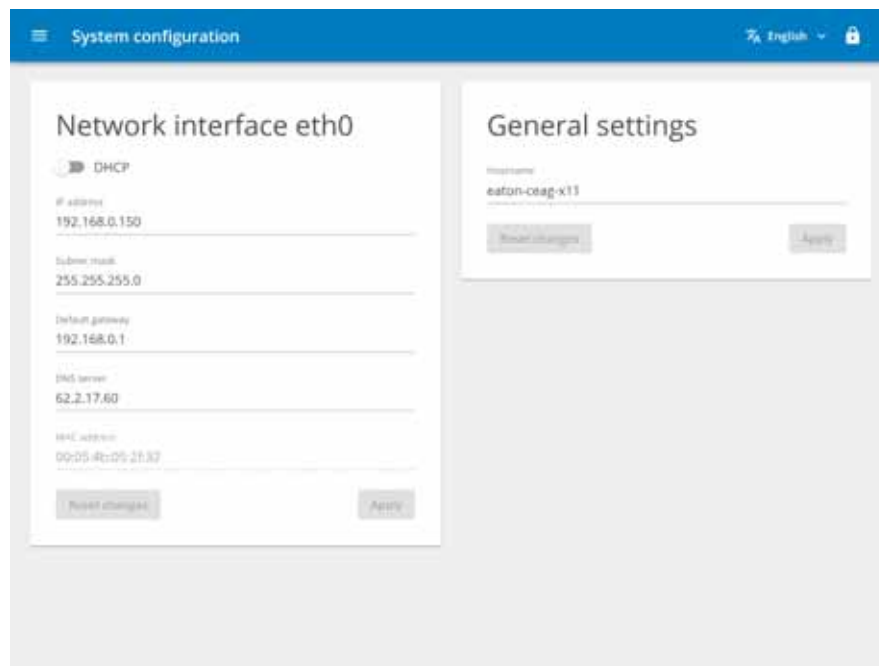 System configuration
English
Network interface eth0
DHCP
IP address
192.168.0.150
Subnet mask
255.255.255.0
Default gateway
192.168.0.1
DNS server
62.2.17.60
MAC address
Reset changes
Apply
General settings
Hostname
eaton-ceag-x11
Reset changes
Apply